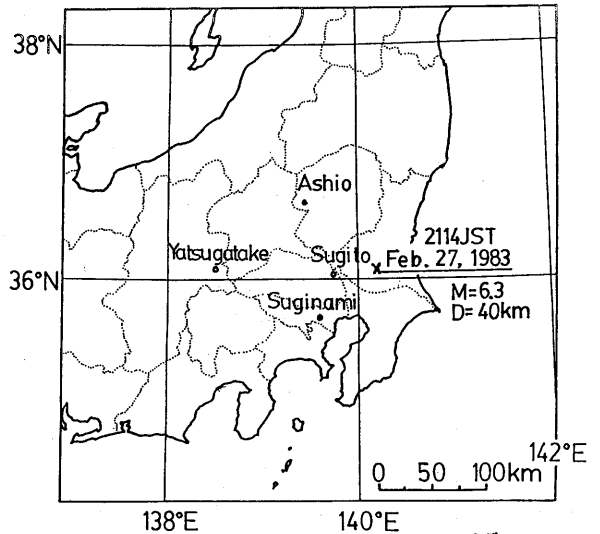 38°N
Ashio
2114JST
Yatsugatake
Sugito
Feb. 27, 1983
36°N
M=6.3
Suginami
D=40km
142°E
0 50 100km
138°E
140°E